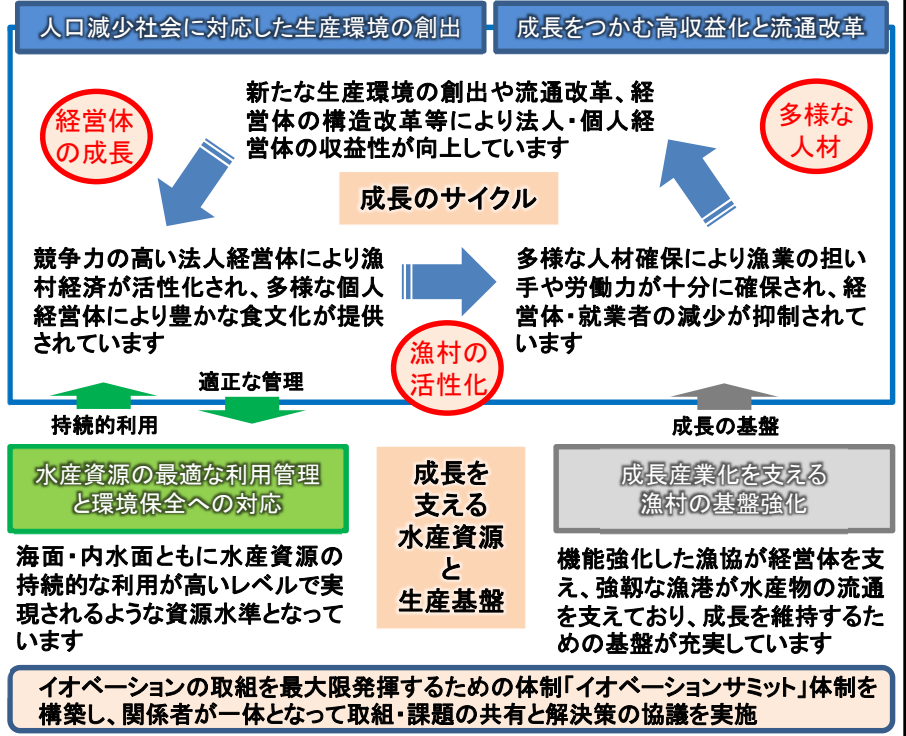 人口減少社会に対応した生産環境の創出
成長をつかむ高収益化と流通改革
経営体
の成長
新たな生産環境の創出や流通改革、経
営体の構造改革等により法人・個人経
営体の収益性が向上しています
多様な
人材
成長のサイクル
競争力の高い法人経営体により漁
村経済が活性化され、多様な個人
経営体により豊かな食文化が提供
されています
多様な人材確保により漁業の担い
手や労働力が十分に確保され、経
営体・就業者の減少が抑制されて
います
漁村の
活性化
適正な管理
持続的利用
成長の基盤
水産資源の最適な利用管理
と環境保全への対応
成長を
支える
水産資源
と
生産基盤
成長産業化を支える
漁村の基盤強化
海面・内水面ともに水産資源の
持続的な利用が高いレベルで実
現されるような資源水準となって
います
機能強化した漁協が経営体を支
え、強靱な漁港が水産物の流通
を支えており、成長を維持するた
めの基盤が充実しています
イオベーションの取組を最大限発揮するための体制「イオベーションサミット」体制を
構築し、関係者が一体となって取組・課題の共有と解決策の協議を実施